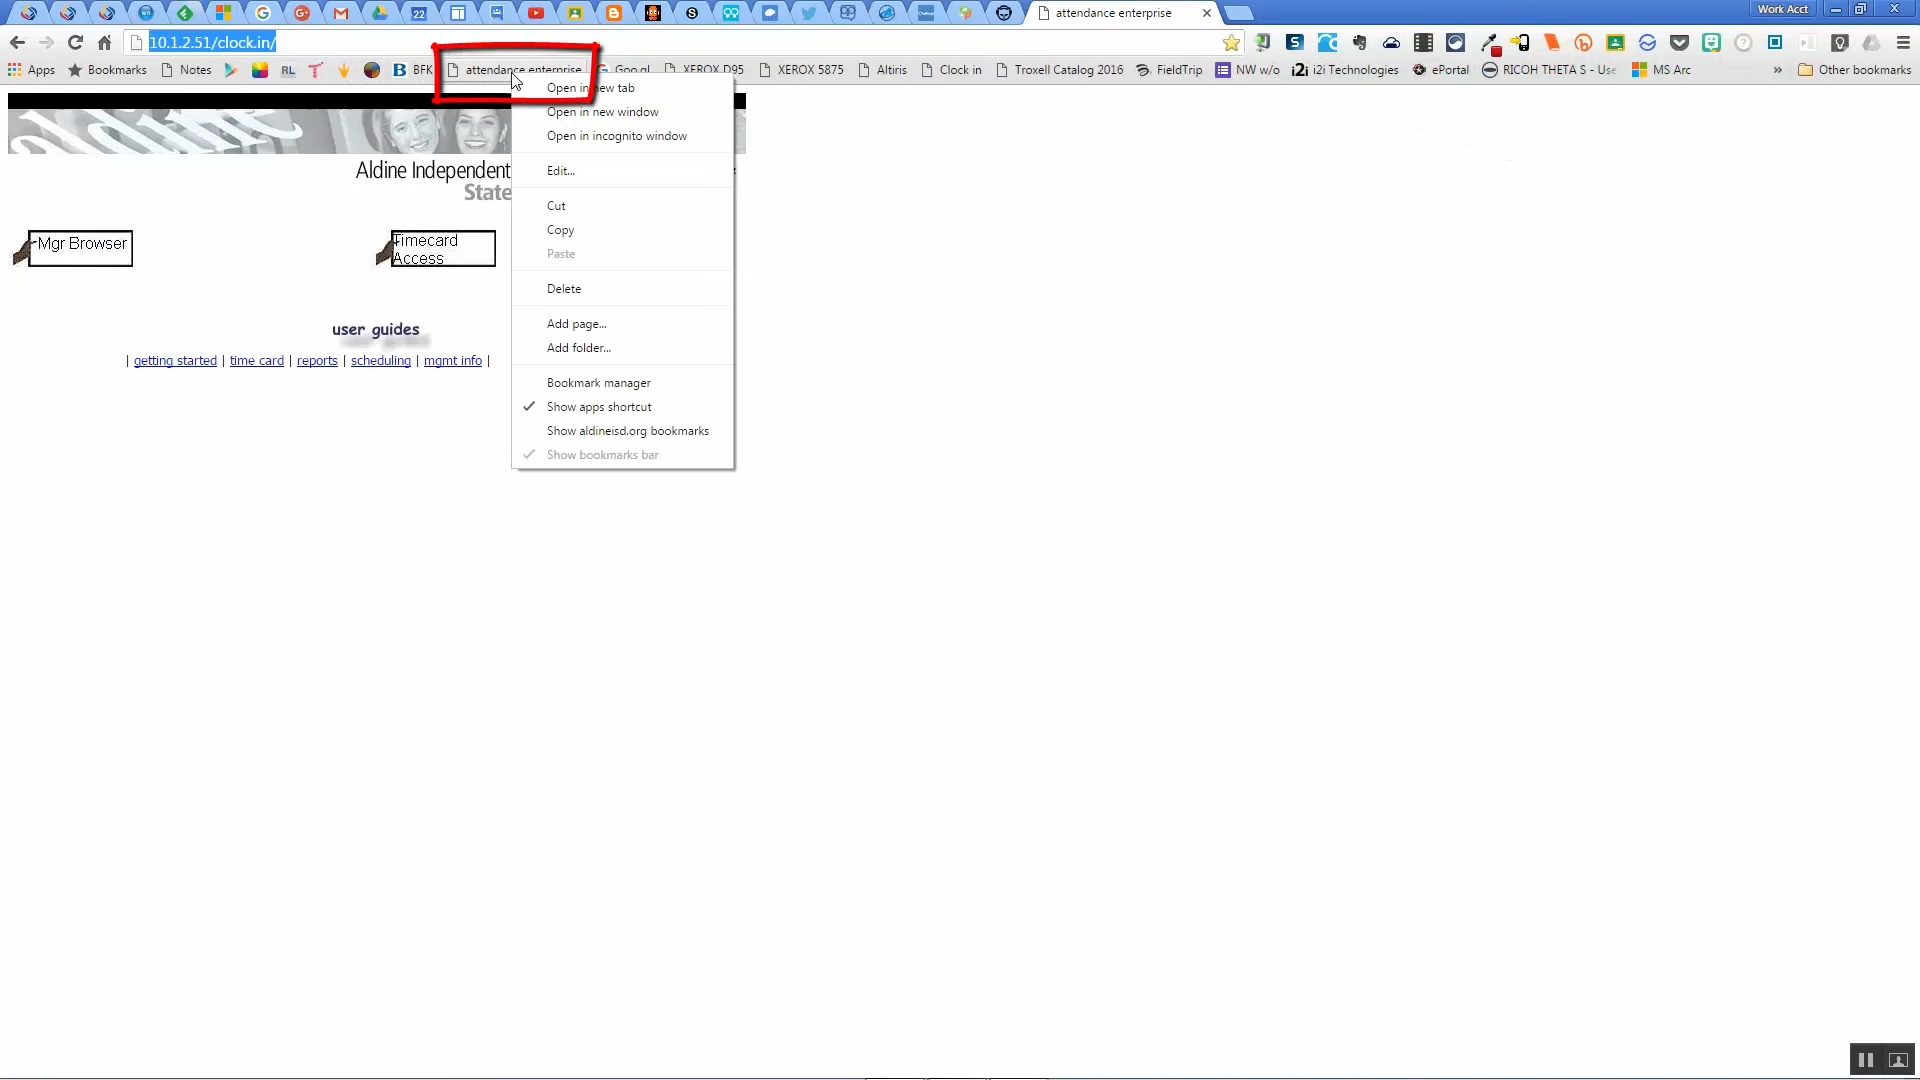 attendance enterprise
Work Acct
10.1.2.51/clock.in/
Apps Bookmarks Notes RL BFK attendance enterprise Goo.gl XEROX D95 XEROX 5875 Altiris Clock in Troxell Catalog 2016 FieldTrip NW w/o i2i i2i Technologies ePortal RICOH THETA S - Use MS Arc » Other bookmarks
Open in new tab
Open in new window
Open in incognito window
Edit...
Cut
Copy
Paste
Delete
Add page...
Add folder...
Bookmark manager
Show apps shortcut
Show aldineisd.org bookmarks
Show bookmarks bar
aldine
Aldine Independent
State
Mgr Browser
Timecard
Access
user guides
| getting started | time card | reports | scheduling | mgmt info |